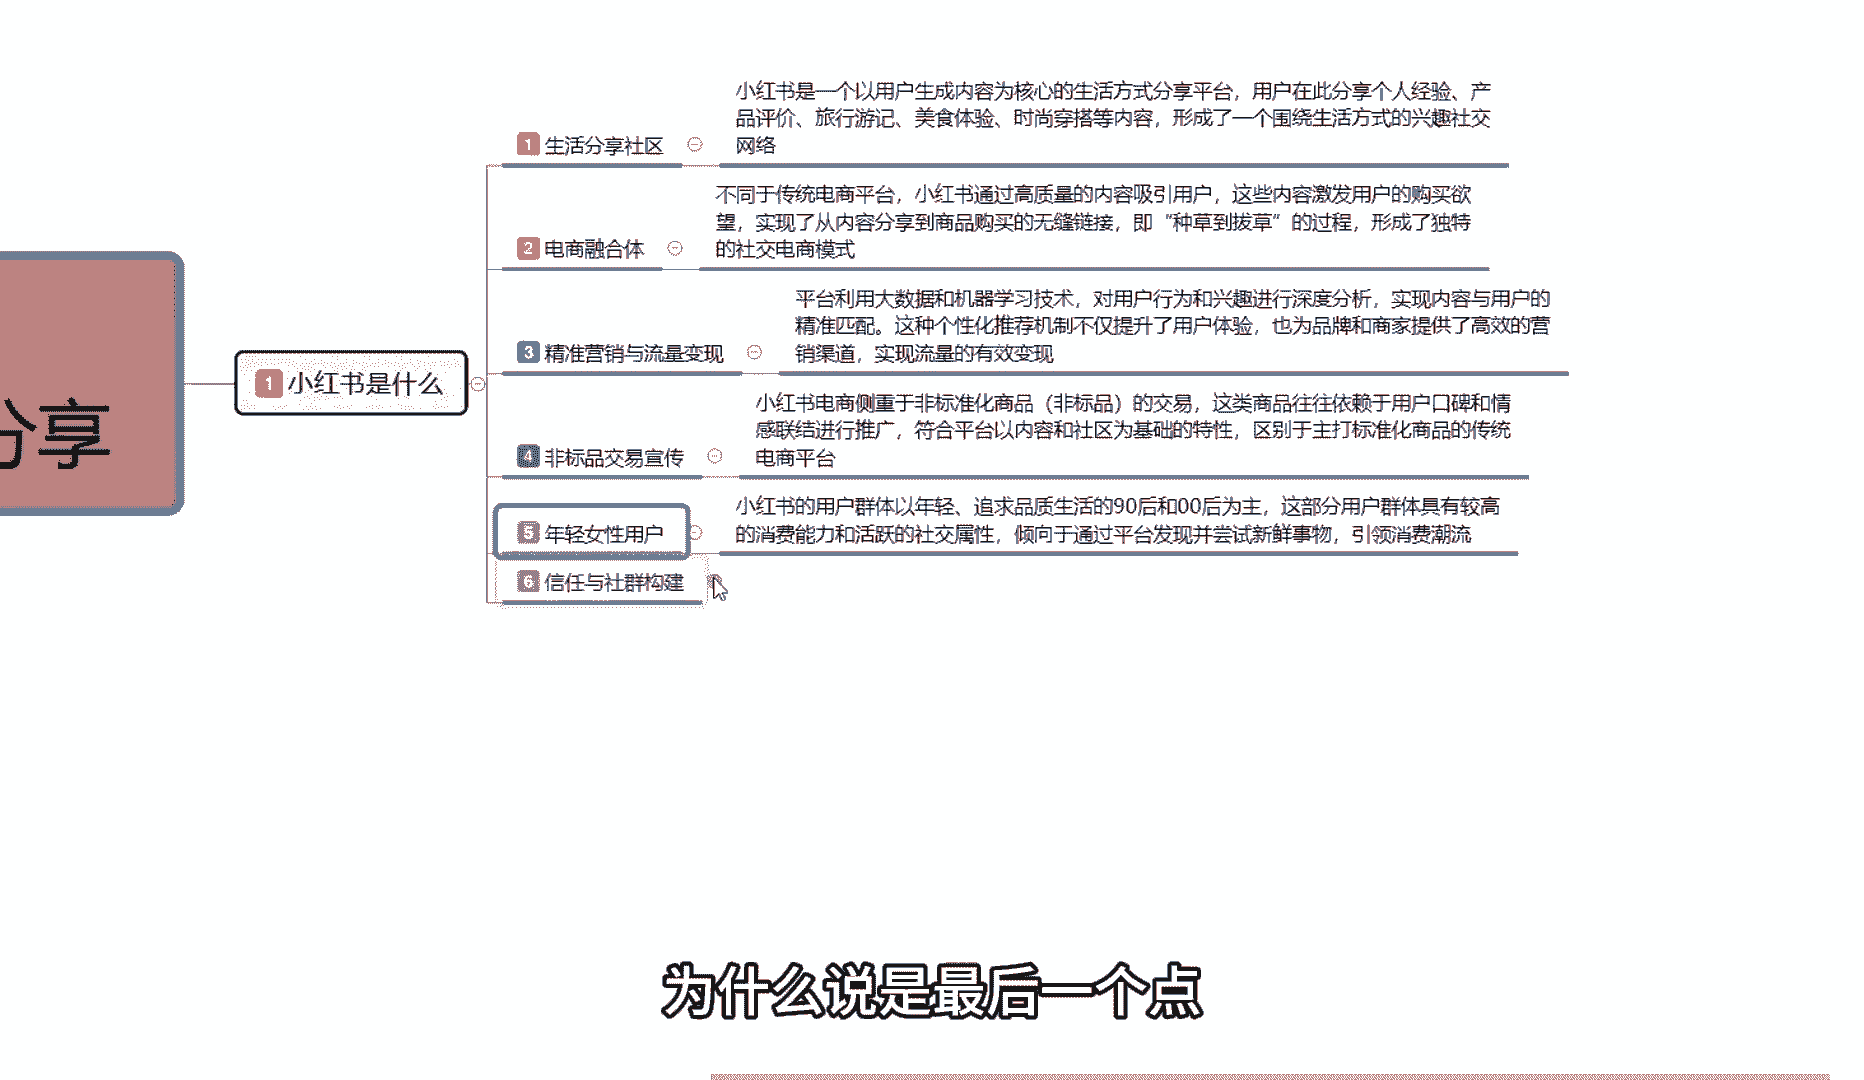 分享
1 小红书是什么
1 生活分享社区
小红书是一个以用户生成内容为核心的生活方式分享平台，用户在此分享个人经验、产
品评价、旅行游记、美食体验、时尚穿搭等内容，形成了一个围绕生活方式的兴趣社交
网络
2 电商融合体
不同于传统电商平台，小红书通过高质量的内容吸引用户，这些内容激发用户的购买欲
望，实现了从内容分享到商品购买的无缝链接，即“种草到拔草”的过程，形成了独特
的社交电商模式
3 精准营销与流量变现
平台利用大数据和机器学习技术，对用户行为和兴趣进行深度分析，实现内容与用户的
精准匹配。这种个性化推荐机制不仅提升了用户体验，也为品牌和商家提供了高效的营
销渠道，实现流量的有效变现
4 非标品交易宣传
小红书电商侧重于非标准化商品（非标品）的交易，这类商品往往依赖于用户口碑和情
感联结进行推广，符合平台以内容和社区为基础的特性，区别于主打标准化商品的传统
电商平台
5 年轻女性用户
小红书的用户群体以年轻、追求品质生活的90后和00后为主，这部分用户群体具有较高
的消费能力和活跃的社交属性，倾向于通过平台发现并尝试新鲜事物，引领消费潮流
6 信任与社群构建
为什么说是最后一个点